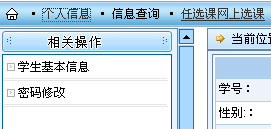 · 个人信息 · 信息查询 · 任选课网上选课
相关操作
学生基本信息
密码修改
当前位
学号：
性别：